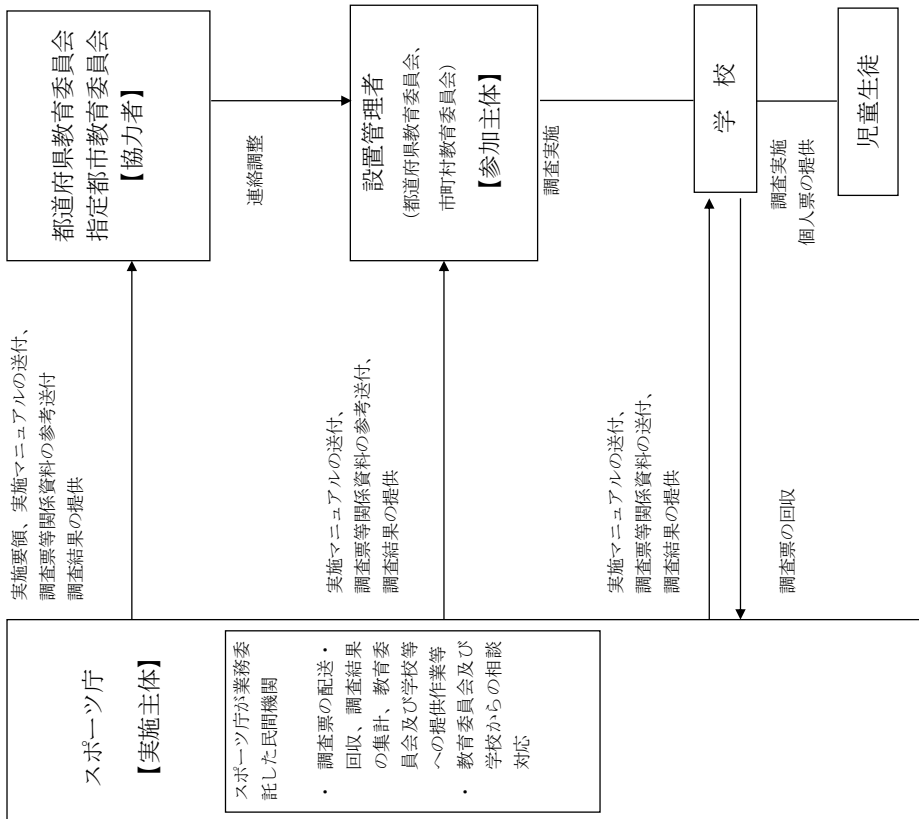 スポーツ庁
【実施主体】
スポーツ庁が業務委
託した民間機関
・ 調査票の配送・
回収、調査結果
の集計、教育委
員会及び学校等
への提供作業等
・ 教育委員会及び
学校からの相談
対応
実施要領、実施マニュアルの送付、
調査票等関係資料の参考送付
調査結果の提供
都道府県教育委員会
指定都市教育委員会
【協力者】
連絡調整
実施マニュアルの送付、
調査票等関係資料の参考送付、
調査結果の提供
設置管理者
(都道府県教育委員会、
市町村教育委員会)
【参加主体】
調査実施
実施マニュアルの送付、
調査票等関係資料の送付、
調査結果の提供
学 校
調査票の回収
調査実施
個人票の提供
児童生徒